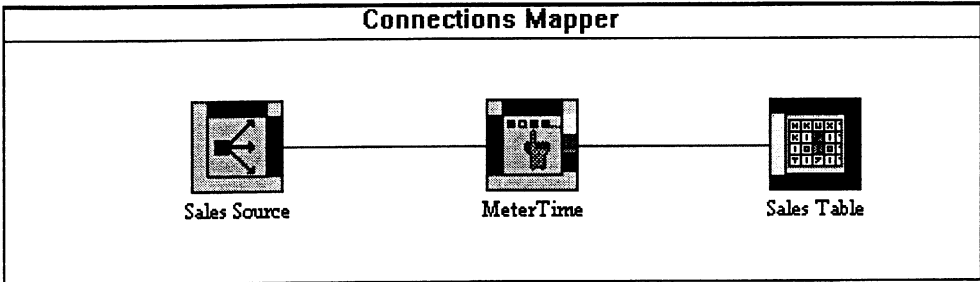 Connections Mapper
Sales Source
MeterTime
Sales Table